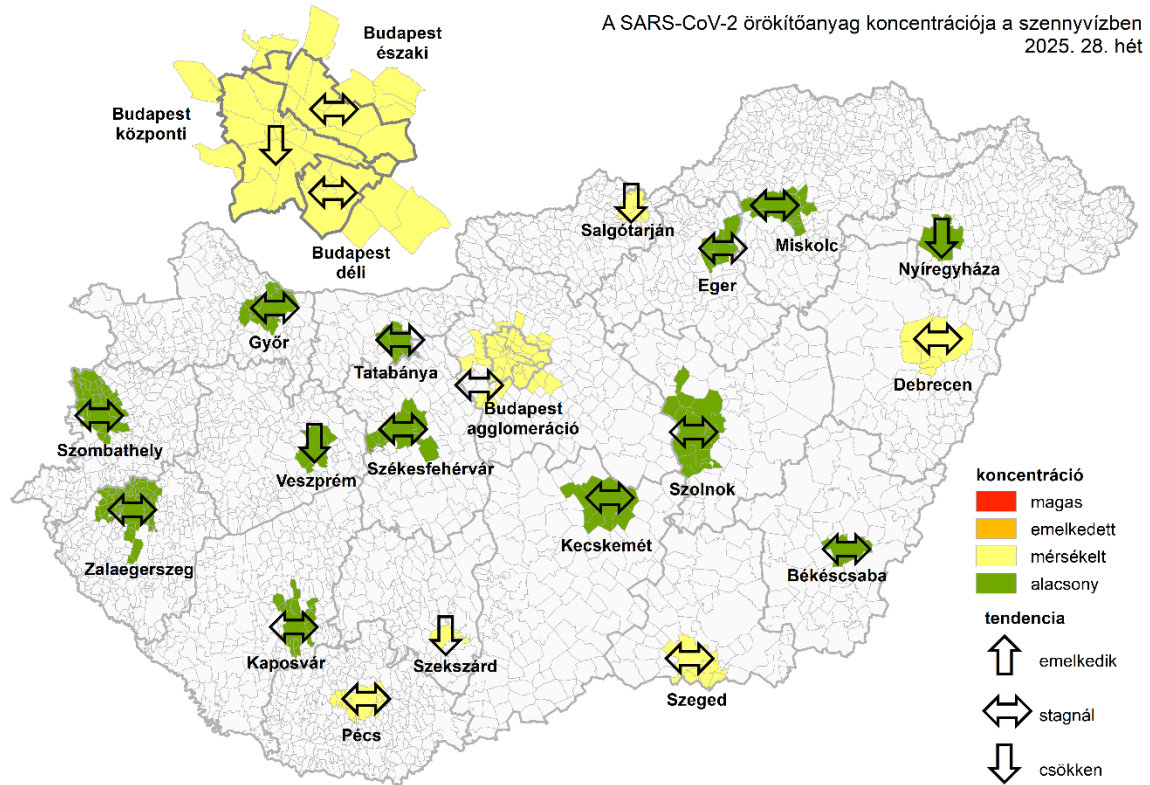 A SARS-CoV-2 örökítőanyag koncentrációja a szennyvízben
2025. 28. hét
Budapest
északi
Budapest
központi
Budapest
déli
Salgótarján
Miskolc
Eger
Nyíregyháza
Győr
Tatabánya
Debrecen
Budapest
agglomeráció
Szombathely
Veszprém
Székesfehérvár
Szolnok
Kecskemét
Zalaegerszeg
Békéscsaba
Kaposvár
Szekszárd
Szeged
Pécs
koncentráció
magas
emelkedett
mérsékelt
alacsony
tendencia
emelkedik
stagnál
csökken